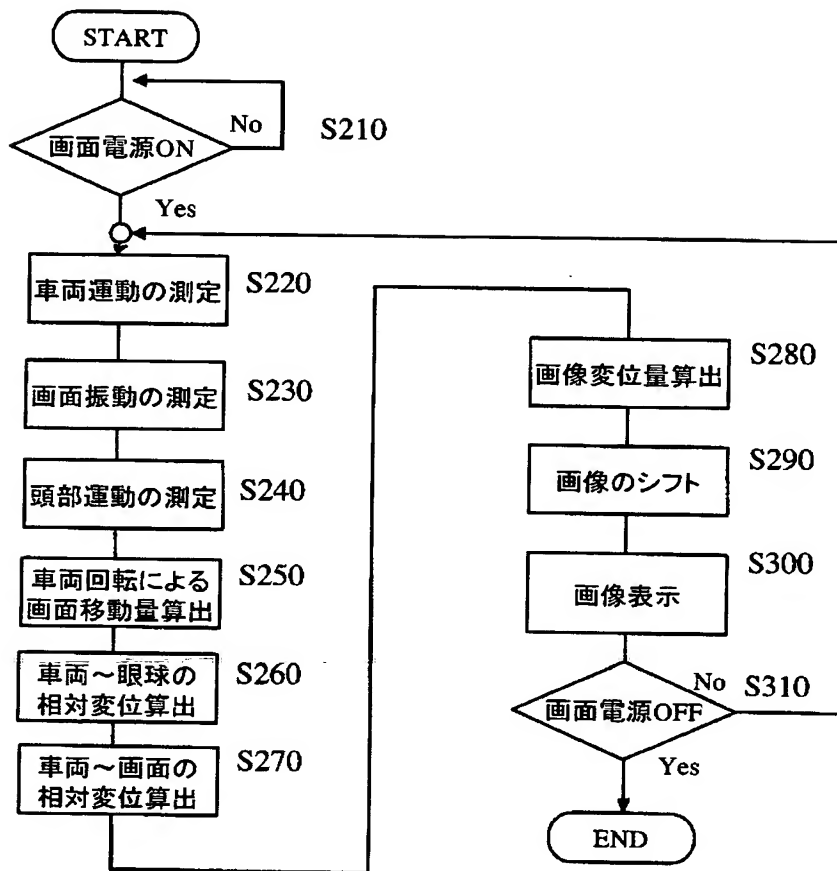 START
No
S210
画面電源ON
Yes
車両運動の測定
S220
画面振動の測定
S230
頭部運動の測定
S240
車両回転による
画面移動量算出
S250
車両～眼球の
相対変位算出
S260
車両～画面の
相対変位算出
S270
画像変位量算出
S280
画像のシフト
S290
画像表示
S300
No
S310
画面電源OFF
Yes
END